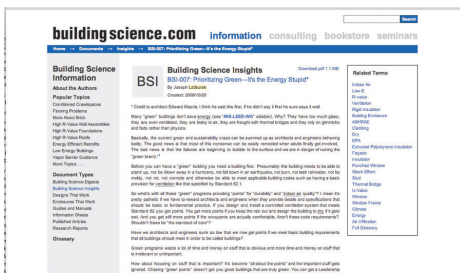 Search
buildingscience.com
information consulting bookstore seminars
Home → Documents → Insights → BSI-007: Prioritizing Green—It's the Energy Stupid*
Building Science
Information
About the Authors
Popular Topics
Conditioned Crawlspaces
Flooring Problems
More About Brick
High R-Value Wall Assemblies
High R-Value Foundations
High R-Value Roofs
Energy Efficient Retrofits
Low Energy Buildings
Vapor Barrier Guidance
More Topics . . .
Document Types
Building Science Digests
Building Science Insights
Designs That Work
Enclosures That Work
Guides and Manuals
Information Sheets
Published Articles
Research Reports
Glossary
BSI
Building Science Insights
Download.pdf 1.1 MB
BSI-007: Prioritizing Green—It's the Energy Stupid*
By Joseph Lstiburek
Created: 2008/10/28
* Credit to architect Edward Mazria. I think he said this first. If he didn't say it first he sure says it well.
Many "green" buildings don't save energy (see "MIS-LEED-ING" sidebar). Why? They have too much glass,
they are over ventilated, they are leaky to air, they are fraught with thermal bridges and they rely on gimmicks
and fads rather than physics.
Basically, the current green and sustainability craze can be summed up as architects and engineers behaving
badly. The good news is that most of this nonsense can be easily remedied when adults finally get involved.
The bad news is that the failures are beginning to bubble to the surface and we are in danger of ruining the
"green brand."¹
Before you can have a "green" building you need a building first. Presumably this building needs to be able to
stand up, not be blown away in a hurricane, not fall down in an earthquake, not burn, not leak rainwater, not be
moldy, not rot, not corrode and otherwise be able to meet applicable building codes such as having a basic
provision for ventilation like that specified by Standard 62.1.
So what's with all these "green" programs providing "points" for "durability" and "indoor air quality"? I mean it's
pretty pathetic if we have to reward architects and engineers when they provide details and specifications that
should be basic to fundamental practice. If you design and install a controlled ventilation system that meets
Standard 62 you get points. You get more points if you keep the rain out and design the building to dry if it gets
wet. And you get still more points if the occupants are actually comfortable. Aren't these code requirements?
Shouldn't these be "the standard of care"?
Have we architects and engineers sunk so low that we now get points if we meet basic building requirements
that all buildings should meet in order to be called buildings?
Green programs waste a lot of time and money on stuff that is obvious and more time and money on stuff that
is irrelevant or unimportant.
How about focusing on stuff that is important? It's become "all about the points" and the important stuff gets
ignored. Chasing "green points" doesn't get you good buildings that are truly green. You can get a Leadership
Related Terms
Indoor Air
Low-E
R-value
Ventilation
Rigid Insulation
Building Enclosure
ASHRAE
Cladding
Dry
EPA
Extruded Polystyrene Insulation
Façade
Insulation
Punched Window
Stack Effect
Stud
Thermal Bridge
U-Value
Window
Window Frame
Climate
Energy
Air Infiltration
Full Glossary